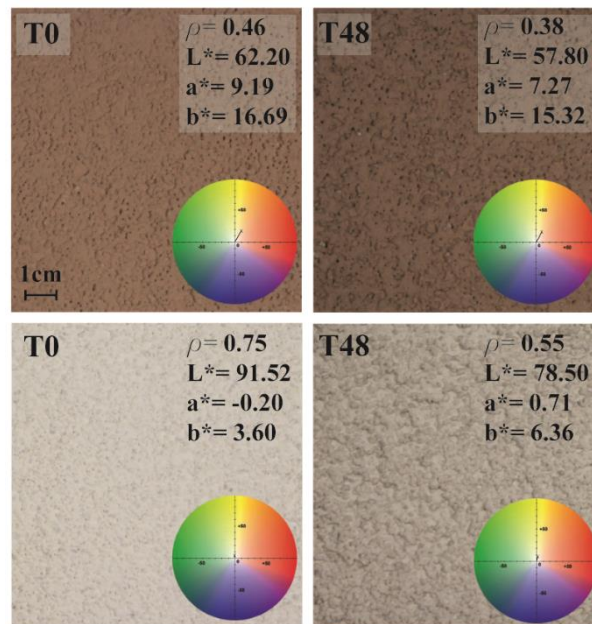 T0
ρ= 0.46
L*= 62.20
a*= 9.19
b*= 16.69
1cm
T48
ρ= 0.38
L*= 57.80
a*= 7.27
b*= 15.32
T0
ρ= 0.75
L*= 91.52
a*= -0.20
b*= 3.60
T48
ρ= 0.55
L*= 78.50
a*= 0.71
b*= 6.36